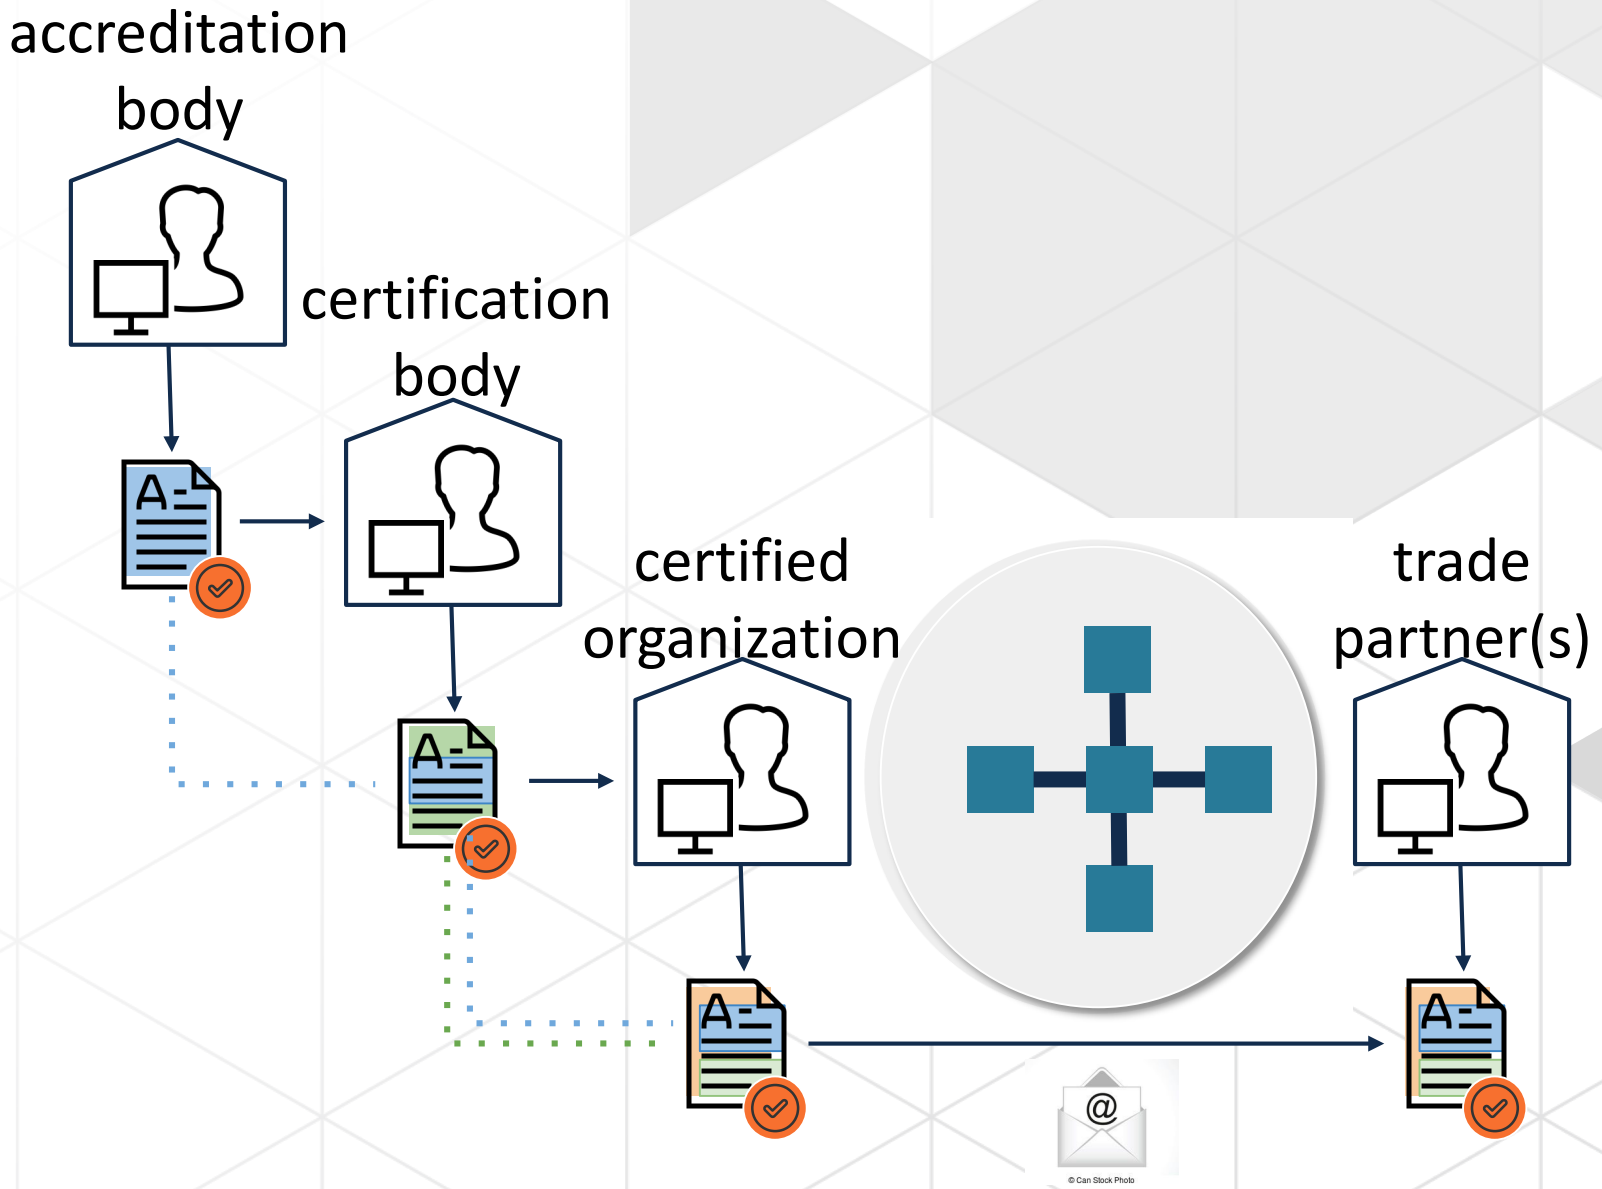 accreditation
body
certification
body
certified
organization
trade
partner(s)
A-
A-
A-
A-
@
© Can Stock Photo